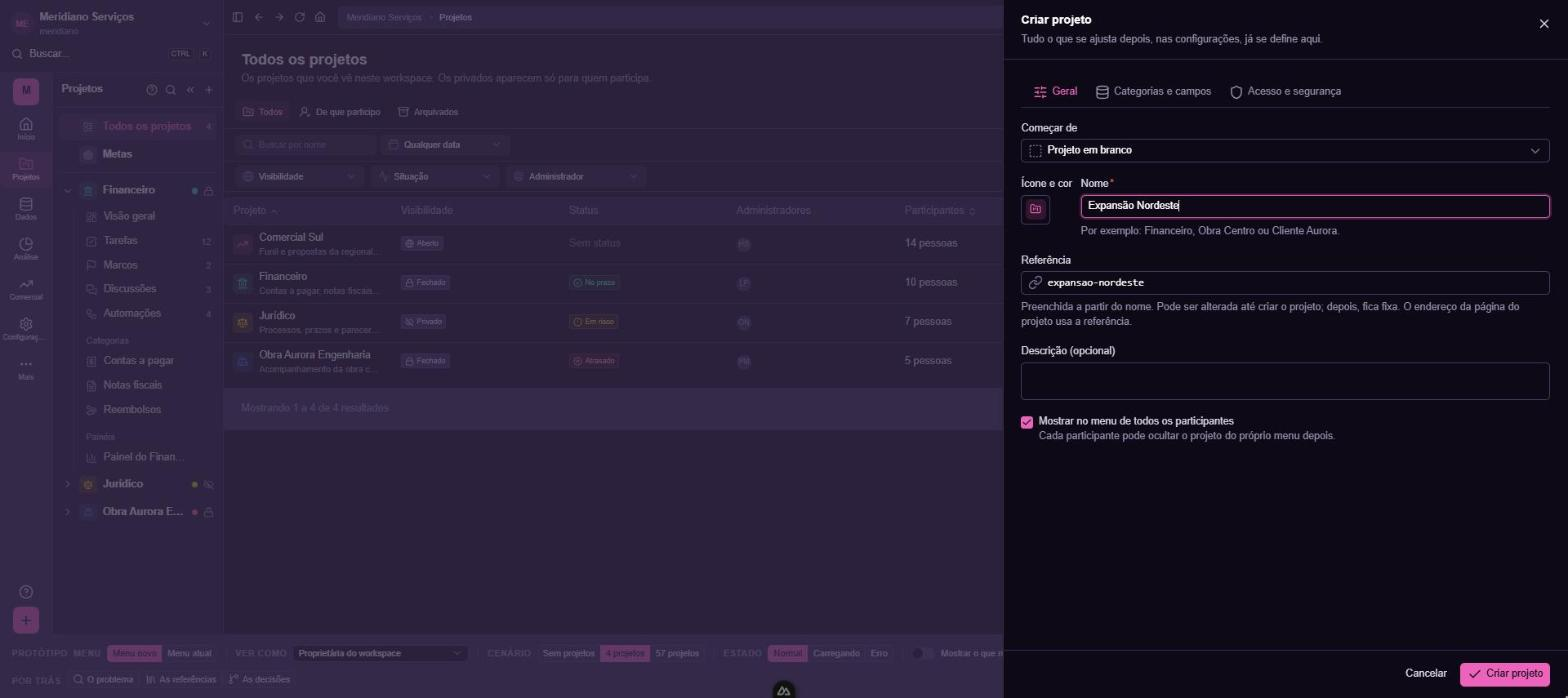 ME
Meridiano Serviços
meridiano
Buscar...
CTRL K
M
Início
Projetos
Dados
Análise
Comercial
Configuraç...
Mais
Projetos
Todos os projetos 4
Metas
Financeiro
Visão geral
Tarefas 12
Marcos 2
Discussões 3
Automações 4
Categorias
Contas a pagar
Notas fiscais
Reembolsos
Painéis
Painel do Finan...
Jurídico
Obra Aurora E...
Meridiano Serviços › Projetos
Todos os projetos
Os projetos que você vê neste workspace. Os privados aparecem só para quem participa.
Todos De que participo Arquivados
Buscar por nome Qualquer data
Visibilidade Situação Administrador
Projeto Visibilidade Status Administradores Participantes
Comercial Sul Aberto Sem status 14 pessoas
Funil e propostas da regional...
Financeiro Fechado No prazo LP 10 pessoas
Contas a pagar, notas fiscais...
Jurídico Privado Em risco 7 pessoas
Processos, prazos e parecer...
Obra Aurora Engenharia Fechado Atrasado 5 pessoas
Acompanhamento da obra c...
Mostrando 1 a 4 de 4 resultados
PROTÓTIPO MENU Menu novo Menu atual VER COMO Proprietária do workspace CENÁRIO Sem projetos 4 projetos 57 projetos ESTADO Normal Carregando Erro Mostrar o que
POR TRÁS O problema As referências As decisões
Criar projeto
Tudo o que se ajusta depois, nas configurações, já se define aqui.
Geral Categorias e campos Acesso e segurança
Começar de
Projeto em branco
Ícone e cor Nome*
Expansão Nordeste
Por exemplo: Financeiro, Obra Centro ou Cliente Aurora.
Referência
expansao-nordeste
Preenchida a partir do nome. Pode ser alterada até criar o projeto; depois, fica fixa. O endereço da página do
projeto usa a referência.
Descrição (opcional)
Mostrar no menu de todos os participantes
Cada participante pode ocultar o projeto do próprio menu depois.
Cancelar Criar projeto